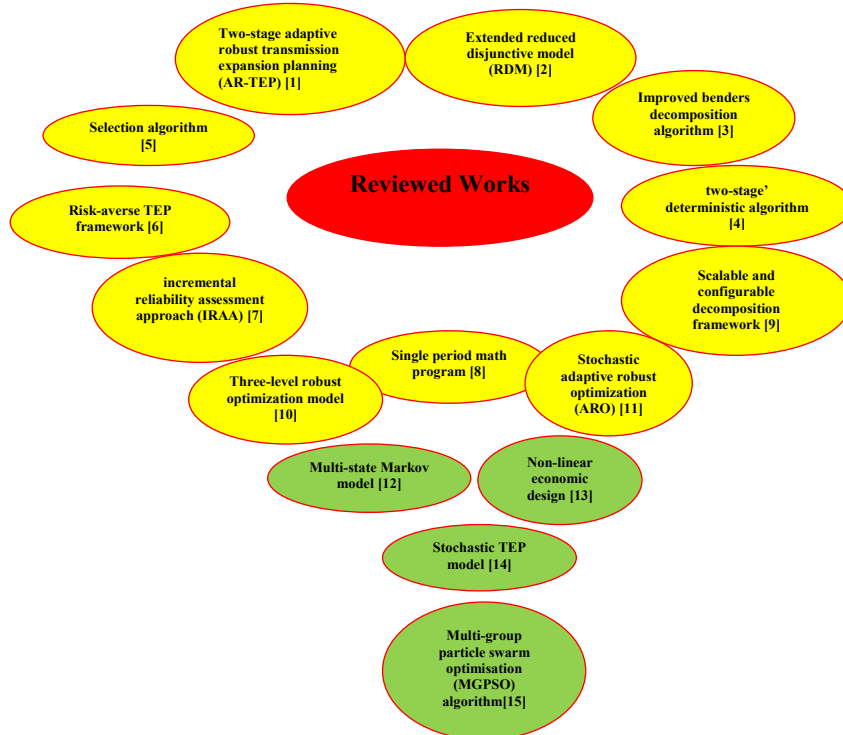 Two-stage adaptive
robust transmission
expansion planning
(AR-TEP) [1]
Extended reduced
disjunctive model
(RDM) [2]
Improved benders
decomposition
algorithm [3]
Selection algorithm
[5]
Reviewed Works
two-stage’
deterministic algorithm
[4]
Risk-averse TEP
framework [6]
Scalable and
configurable
decomposition
framework [9]
incremental
reliability assessment
approach (IRAA) [7]
Single period math
program [8]
Stochastic
adaptive robust
optimization
(ARO) [11]
Three-level robust
optimization model
[10]
Multi-state Markov
model [12]
Non-linear
economic
design [13]
Stochastic TEP
model [14]
Multi-group
particle swarm
optimisation
(MGPSO)
algorithm[15]